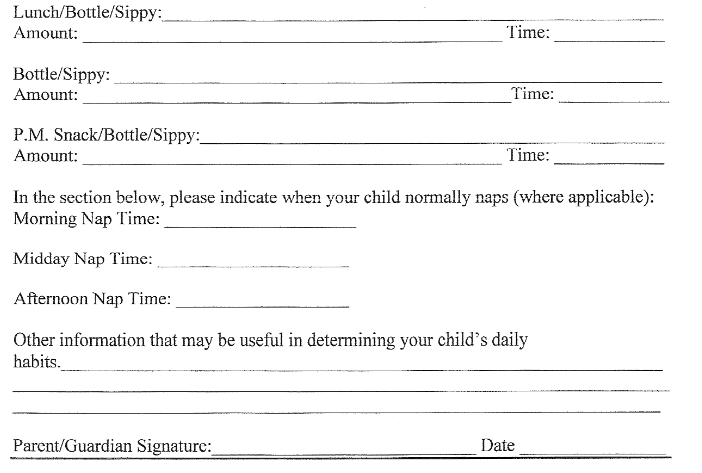 Lunch/Bottle/Sippy:
Amount: Time:
Bottle/Sippy:
Amount: Time:
P.M. Snack/Bottle/Sippy:
Amount: Time:
In the section below, please indicate when your child normally naps (where applicable):
Morning Nap Time:
Midday Nap Time:
Afternoon Nap Time:
Other information that may be useful in determining your child's daily
habits.
Parent/Guardian Signature: Date